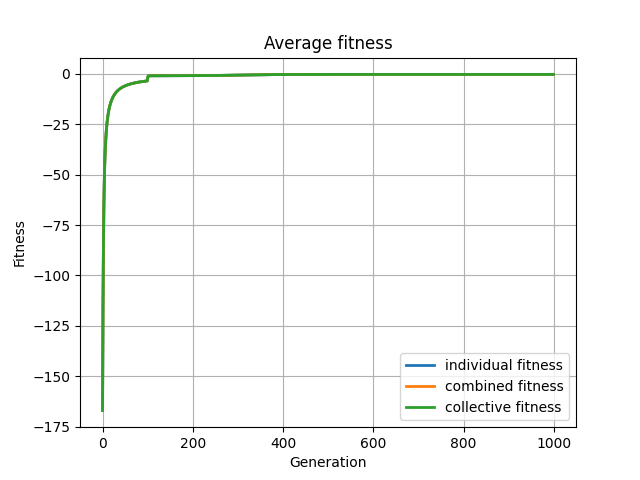 Average fitness
Fitness
0
−25
−50
−75
−100
−125
−150
−175
individual fitness
combined fitness
collective fitness
0 200 400 600 800 1000
Generation